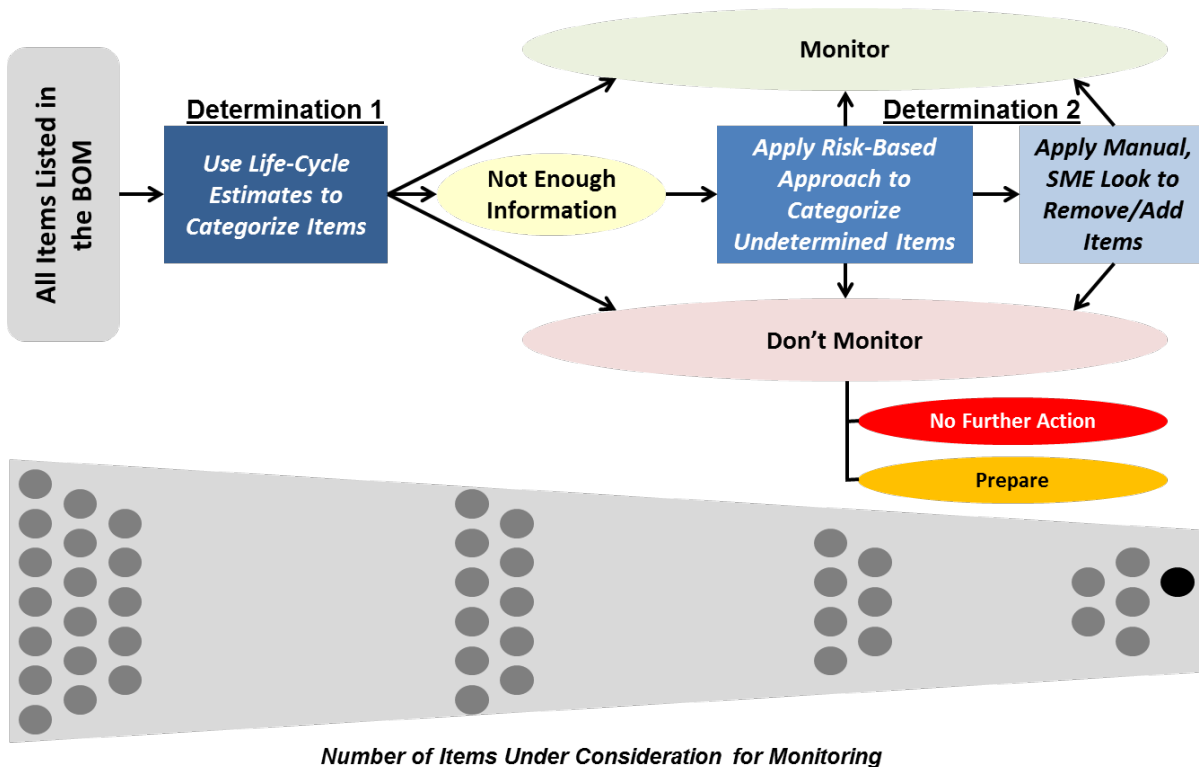 All Items Listed in
the BOM
Determination 1
Use Life-Cycle
Estimates to
Categorize Items
Monitor
Not Enough
Information
Determination 2
Apply Risk-Based
Approach to
Categorize
Undetermined Items
Apply Manual,
SME Look to
Remove/Add
Items
Don’t Monitor
No Further Action
Prepare
Number of Items Under Consideration for Monitoring